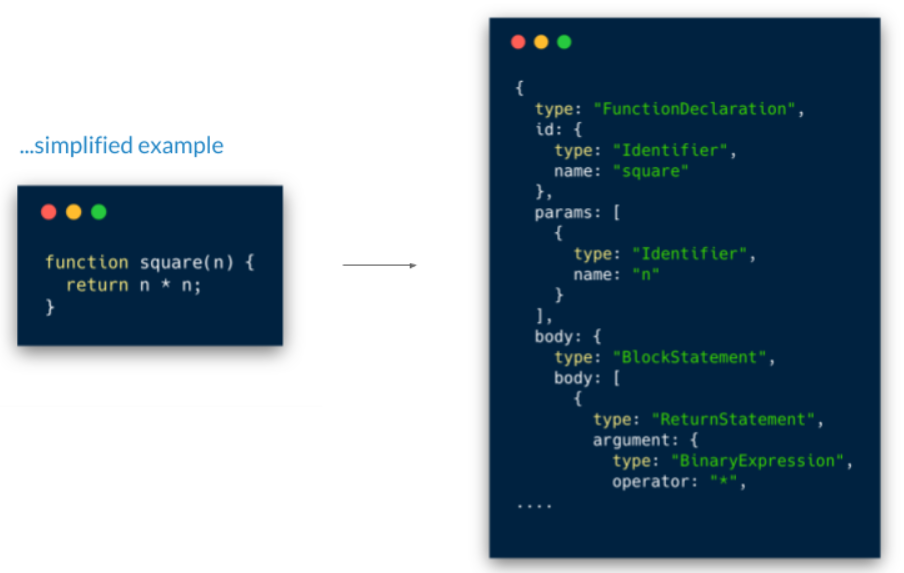 ...simplified example
function square(n) {
  return n * n;
}
{
  type: "FunctionDeclaration",
  id: {
    type: "Identifier",
    name: "square"
  },
  params: [
    {
      type: "Identifier",
      name: "n"
    }
  ],
  body: {
    type: "BlockStatement",
    body: [
      {
        type: "ReturnStatement",
        argument: {
          type: "BinaryExpression",
          operator: "*",
....